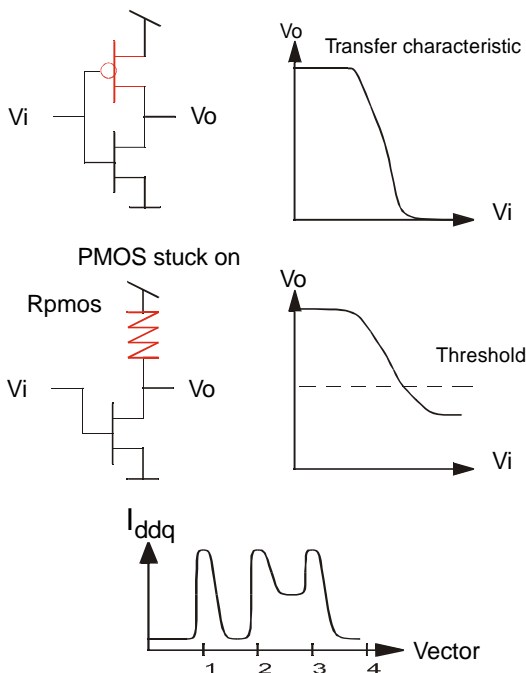 Vo
Transfer characteristic
Vi
Vo
Vi
PMOS stuck on
Rpmos
Vo
Threshold
Vi
Vo
Vi
Iddq
1 2 3 4
Vector